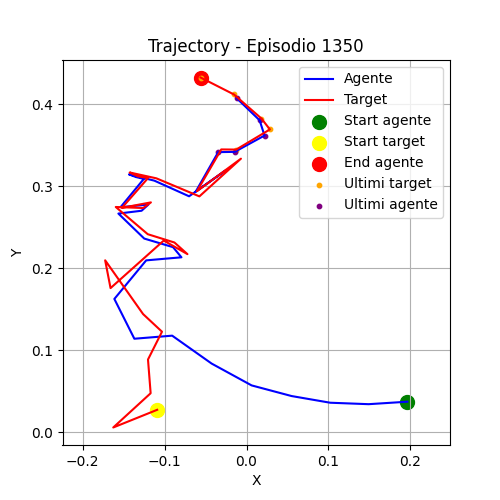 Trajectory - Episodio 1350
Agente
Target
Start agente
Start target
End agente
Ultimi target
Ultimi agente
Y
0.4
0.3
0.2
0.1
0.0
−0.2
−0.1
0.0
0.1
0.2
X